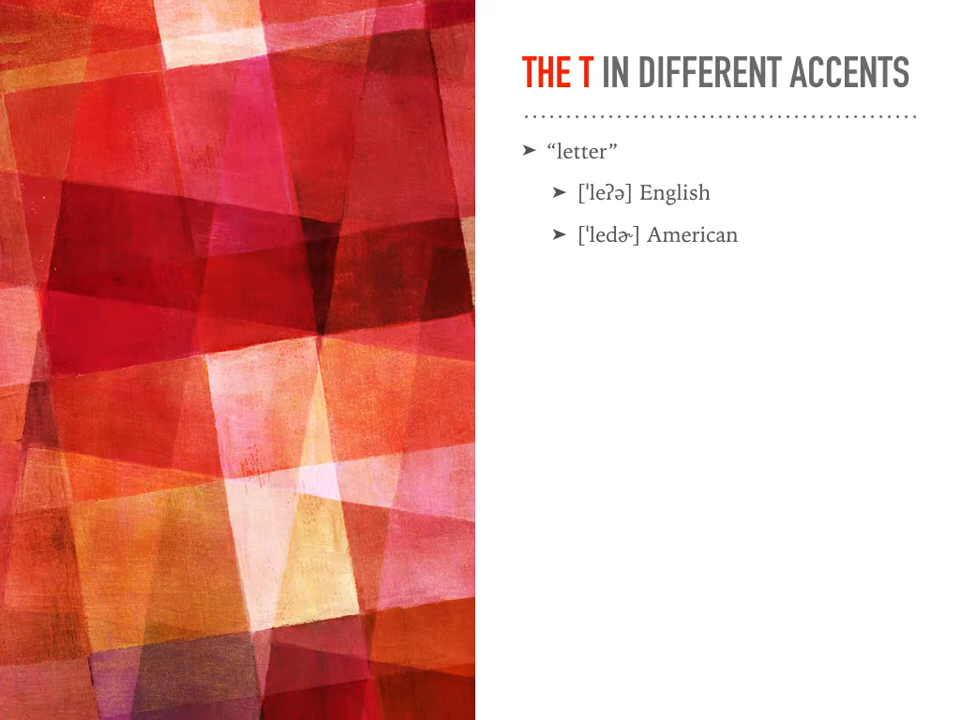 THE T IN DIFFERENT ACCENTS
➤ “letter”
➤ [ˈleʔə] English
➤ [ˈledɚ] American